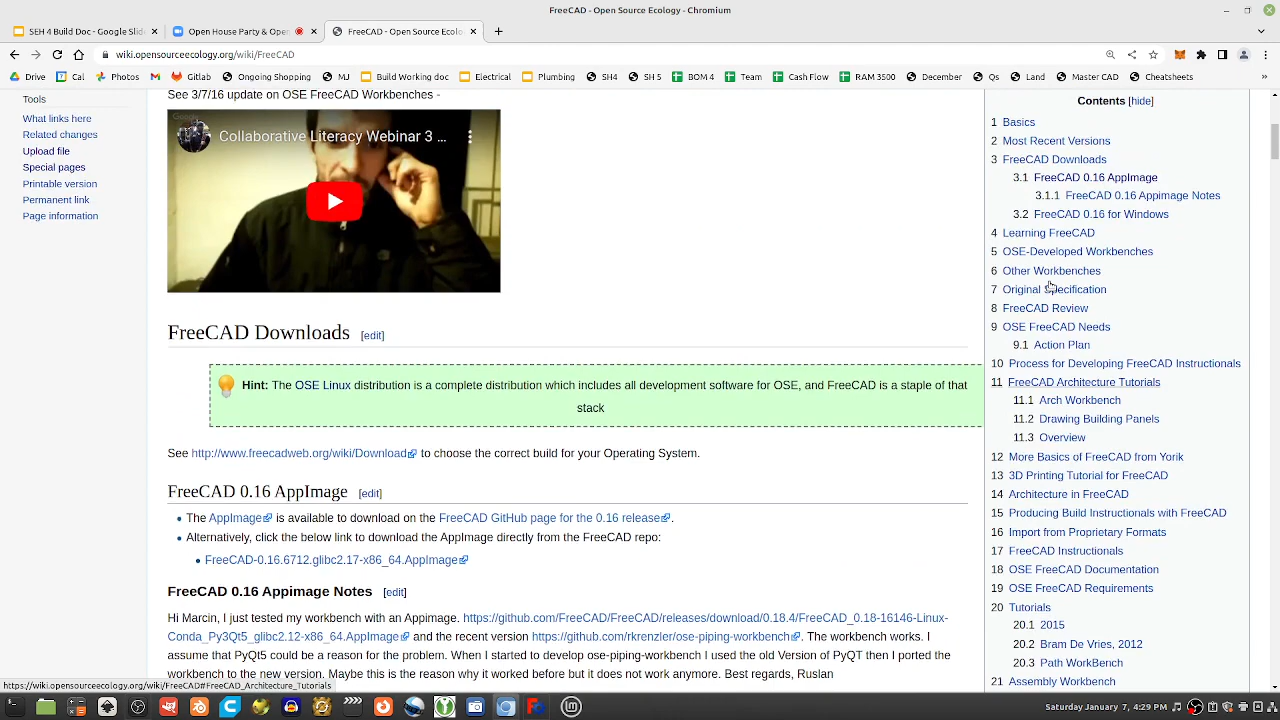 FreeCAD - Open Source Ecology - Chromium
SEH 4 Build Doc - Google Slid
Open House Party & Open
FreeCAD - Open Source Ecolo
wiki.opensourceecology.org/wiki/FreeCAD
Drive Cal Photos Gitlab Ongoing Shopping MJ Build Working doc Electrical Plumbing SH4 SH 5 BOM 4 Team Cash Flow RAM 3500 December Qs Land Master CAD Cheatsheets »
Tools
What links here
Related changes
Upload file
Special pages
Printable version
Permanent link
Page information
See 3/7/16 update on OSE FreeCAD Workbenches -
Collaborative Literacy Webinar 3 ...
FreeCAD Downloads [edit]
Hint: The OSE Linux distribution is a complete distribution which includes all development software for OSE, and FreeCAD is a staple of that
stack
See http://www.freecadweb.org/wiki/Download to choose the correct build for your Operating System.
FreeCAD 0.16 AppImage [edit]
• The AppImage is available to download on the FreeCAD GitHub page for the 0.16 release.
• Alternatively, click the below link to download the AppImage directly from the FreeCAD repo:
• FreeCAD-0.16.6712.glibc2.17-x86_64.AppImage
FreeCAD 0.16 Appimage Notes [edit]
Hi Marcin, I just tested my workbench with an Appimage. https://github.com/FreeCAD/FreeCAD/releases/download/0.18.4/FreeCAD_0.18-16146-Linux-
Conda_Py3Qt5_glibc2.12-x86_64.AppImage and the recent version https://github.com/rkrenzler/ose-piping-workbench. The workbench works. I
assume that PyQt5 could be a reason for the problem. When I started to develop ose-piping-workbench I used the old Version of PyQT then I ported the
workbench to the new version. Maybe this is the reason why it worked before but it does not work anymore. Best regards, Ruslan
Contents [hide]
1 Basics
2 Most Recent Versions
3 FreeCAD Downloads
3.1 FreeCAD 0.16 AppImage
3.1.1 FreeCAD 0.16 Appimage Notes
3.2 FreeCAD 0.16 for Windows
4 Learning FreeCAD
5 OSE-Developed Workbenches
6 Other Workbenches
7 Original Specification
8 FreeCAD Review
9 OSE FreeCAD Needs
9.1 Action Plan
10 Process for Developing FreeCAD Instructionals
11 FreeCAD Architecture Tutorials
11.1 Arch Workbench
11.2 Drawing Building Panels
11.3 Overview
12 More Basics of FreeCAD from Yorik
13 3D Printing Tutorial for FreeCAD
14 Architecture in FreeCAD
15 Producing Build Instructionals with FreeCAD
16 Import from Proprietary Formats
17 FreeCAD Instructionals
18 OSE FreeCAD Documentation
19 OSE FreeCAD Requirements
20 Tutorials
20.1 2015
20.2 Bram De Vries, 2012
20.3 Path WorkBench
21 Assembly Workbench
https://wiki.opensourceecology.org/wiki/FreeCAD#FreeCAD_Architecture_Tutorials
Saturday January 7, 4:29 PM